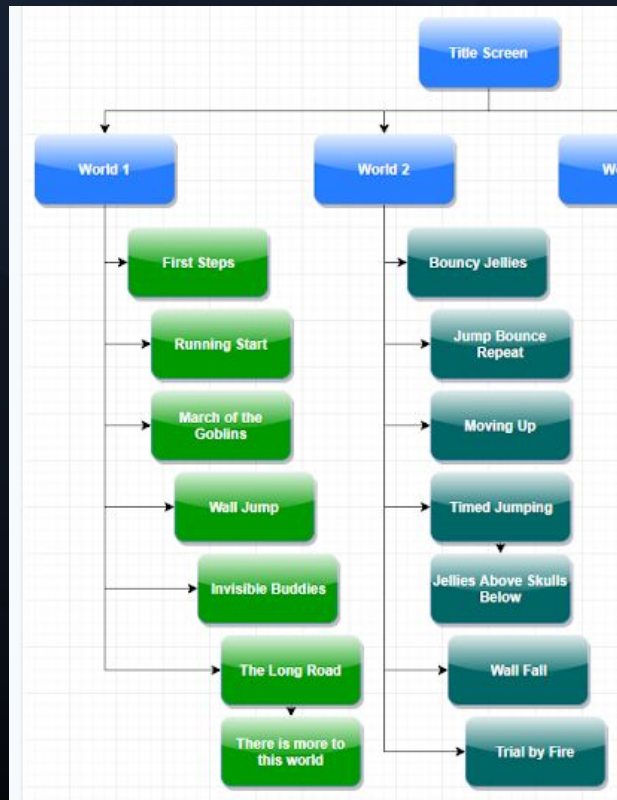 Title Screen
World 1
World 2
First Steps
Running Start
March of the
Goblins
Wall Jump
Invisible Buddies
The Long Road
There is more to
this world
Bouncy Jellies
Jump Bounce
Repeat
Moving Up
Timed Jumping
Jellies Above Skulls
Below
Wall Fall
Trial by Fire